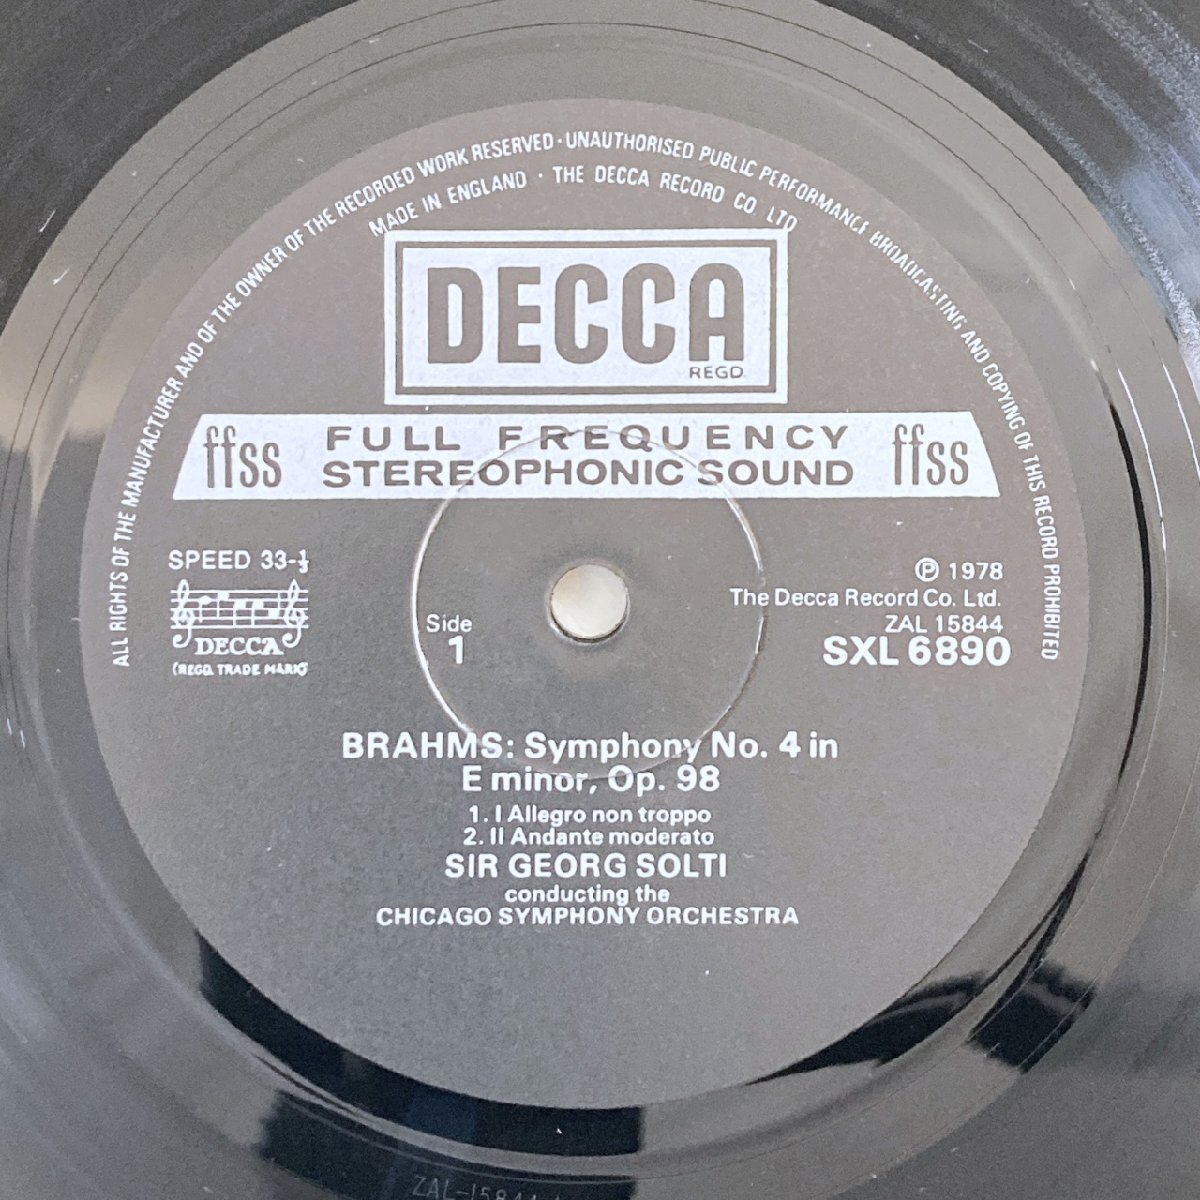 ALL RIGHTS OF THE MANUFACTURER AND OF THE OWNER OF THE RECORDED WORK RESERVED · UNAUTHORISED PUBLIC PERFORMANCE BROADCASTING AND COPYING OF THIS RECORD PROHIBITED
MADE IN ENGLAND · THE DECCA RECORD CO. LTD
DECCA
REGD.
ffss FULL FREQUENCY ffss
STEREOPHONIC SOUND
SPEED 33-⅓
DECCA
(REGD. TRADE MARK)
Side
1
℗ 1978
The Decca Record Co. Ltd.
ZAL 15844
SXL 6890
BRAHMS: Symphony No. 4 in
E minor, Op. 98
1. I Allegro non troppo
2. II Andante moderato
SIR GEORG SOLTI
conducting the
CHICAGO SYMPHONY ORCHESTRA
ZAL-15844